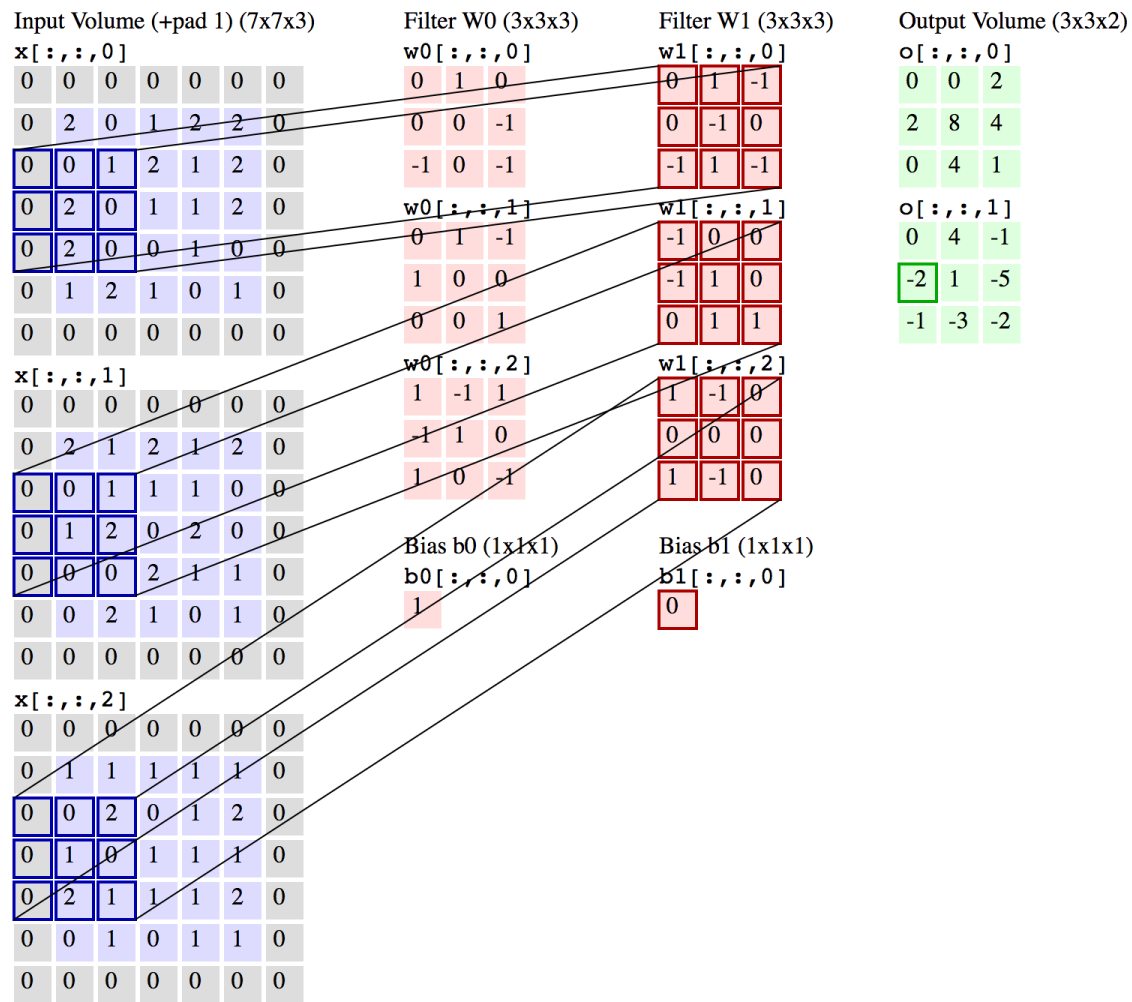 Input Volume (+pad 1) (7x7x3)
x[:,:,0]
0 0 0 0 0 0 0
0 2 0 1 2 2 0
0 0 1 2 1 2 0
0 2 0 1 1 2 0
0 2 0 0 1 0 0
0 1 2 1 0 1 0
0 0 0 0 0 0 0
x[:,:,1]
0 0 0 0 0 0 0
0 2 1 2 1 2 0
0 0 1 1 1 0 0
0 1 2 0 2 0 0
0 0 0 2 1 1 0
0 0 2 1 0 1 0
0 0 0 0 0 0 0
x[:,:,2]
0 0 0 0 0 0 0
0 1 1 1 1 1 0
0 0 2 0 1 2 0
0 1 0 1 1 1 0
0 2 1 1 1 2 0
0 0 1 0 1 1 0
0 0 0 0 0 0 0
Filter W0 (3x3x3)
w0[:,:,0]
0 1 0
0 0 -1
-1 0 -1
w0[:,:,1]
0 1 -1
1 0 0
0 0 1
w0[:,:,2]
1 -1 1
-1 1 0
1 0 -1
Bias b0 (1x1x1)
b0[:,:,0]
1
Filter W1 (3x3x3)
w1[:,:,0]
0 1 -1
0 -1 0
-1 1 -1
w1[:,:,1]
-1 0 0
-1 1 0
0 1 1
w1[:,:,2]
1 -1 0
0 0 0
1 -1 0
Bias b1 (1x1x1)
b1[:,:,0]
0
Output Volume (3x3x2)
o[:,:,0]
0 0 2
2 8 4
0 4 1
o[:,:,1]
0 4 -1
-2 1 -5
-1 -3 -2